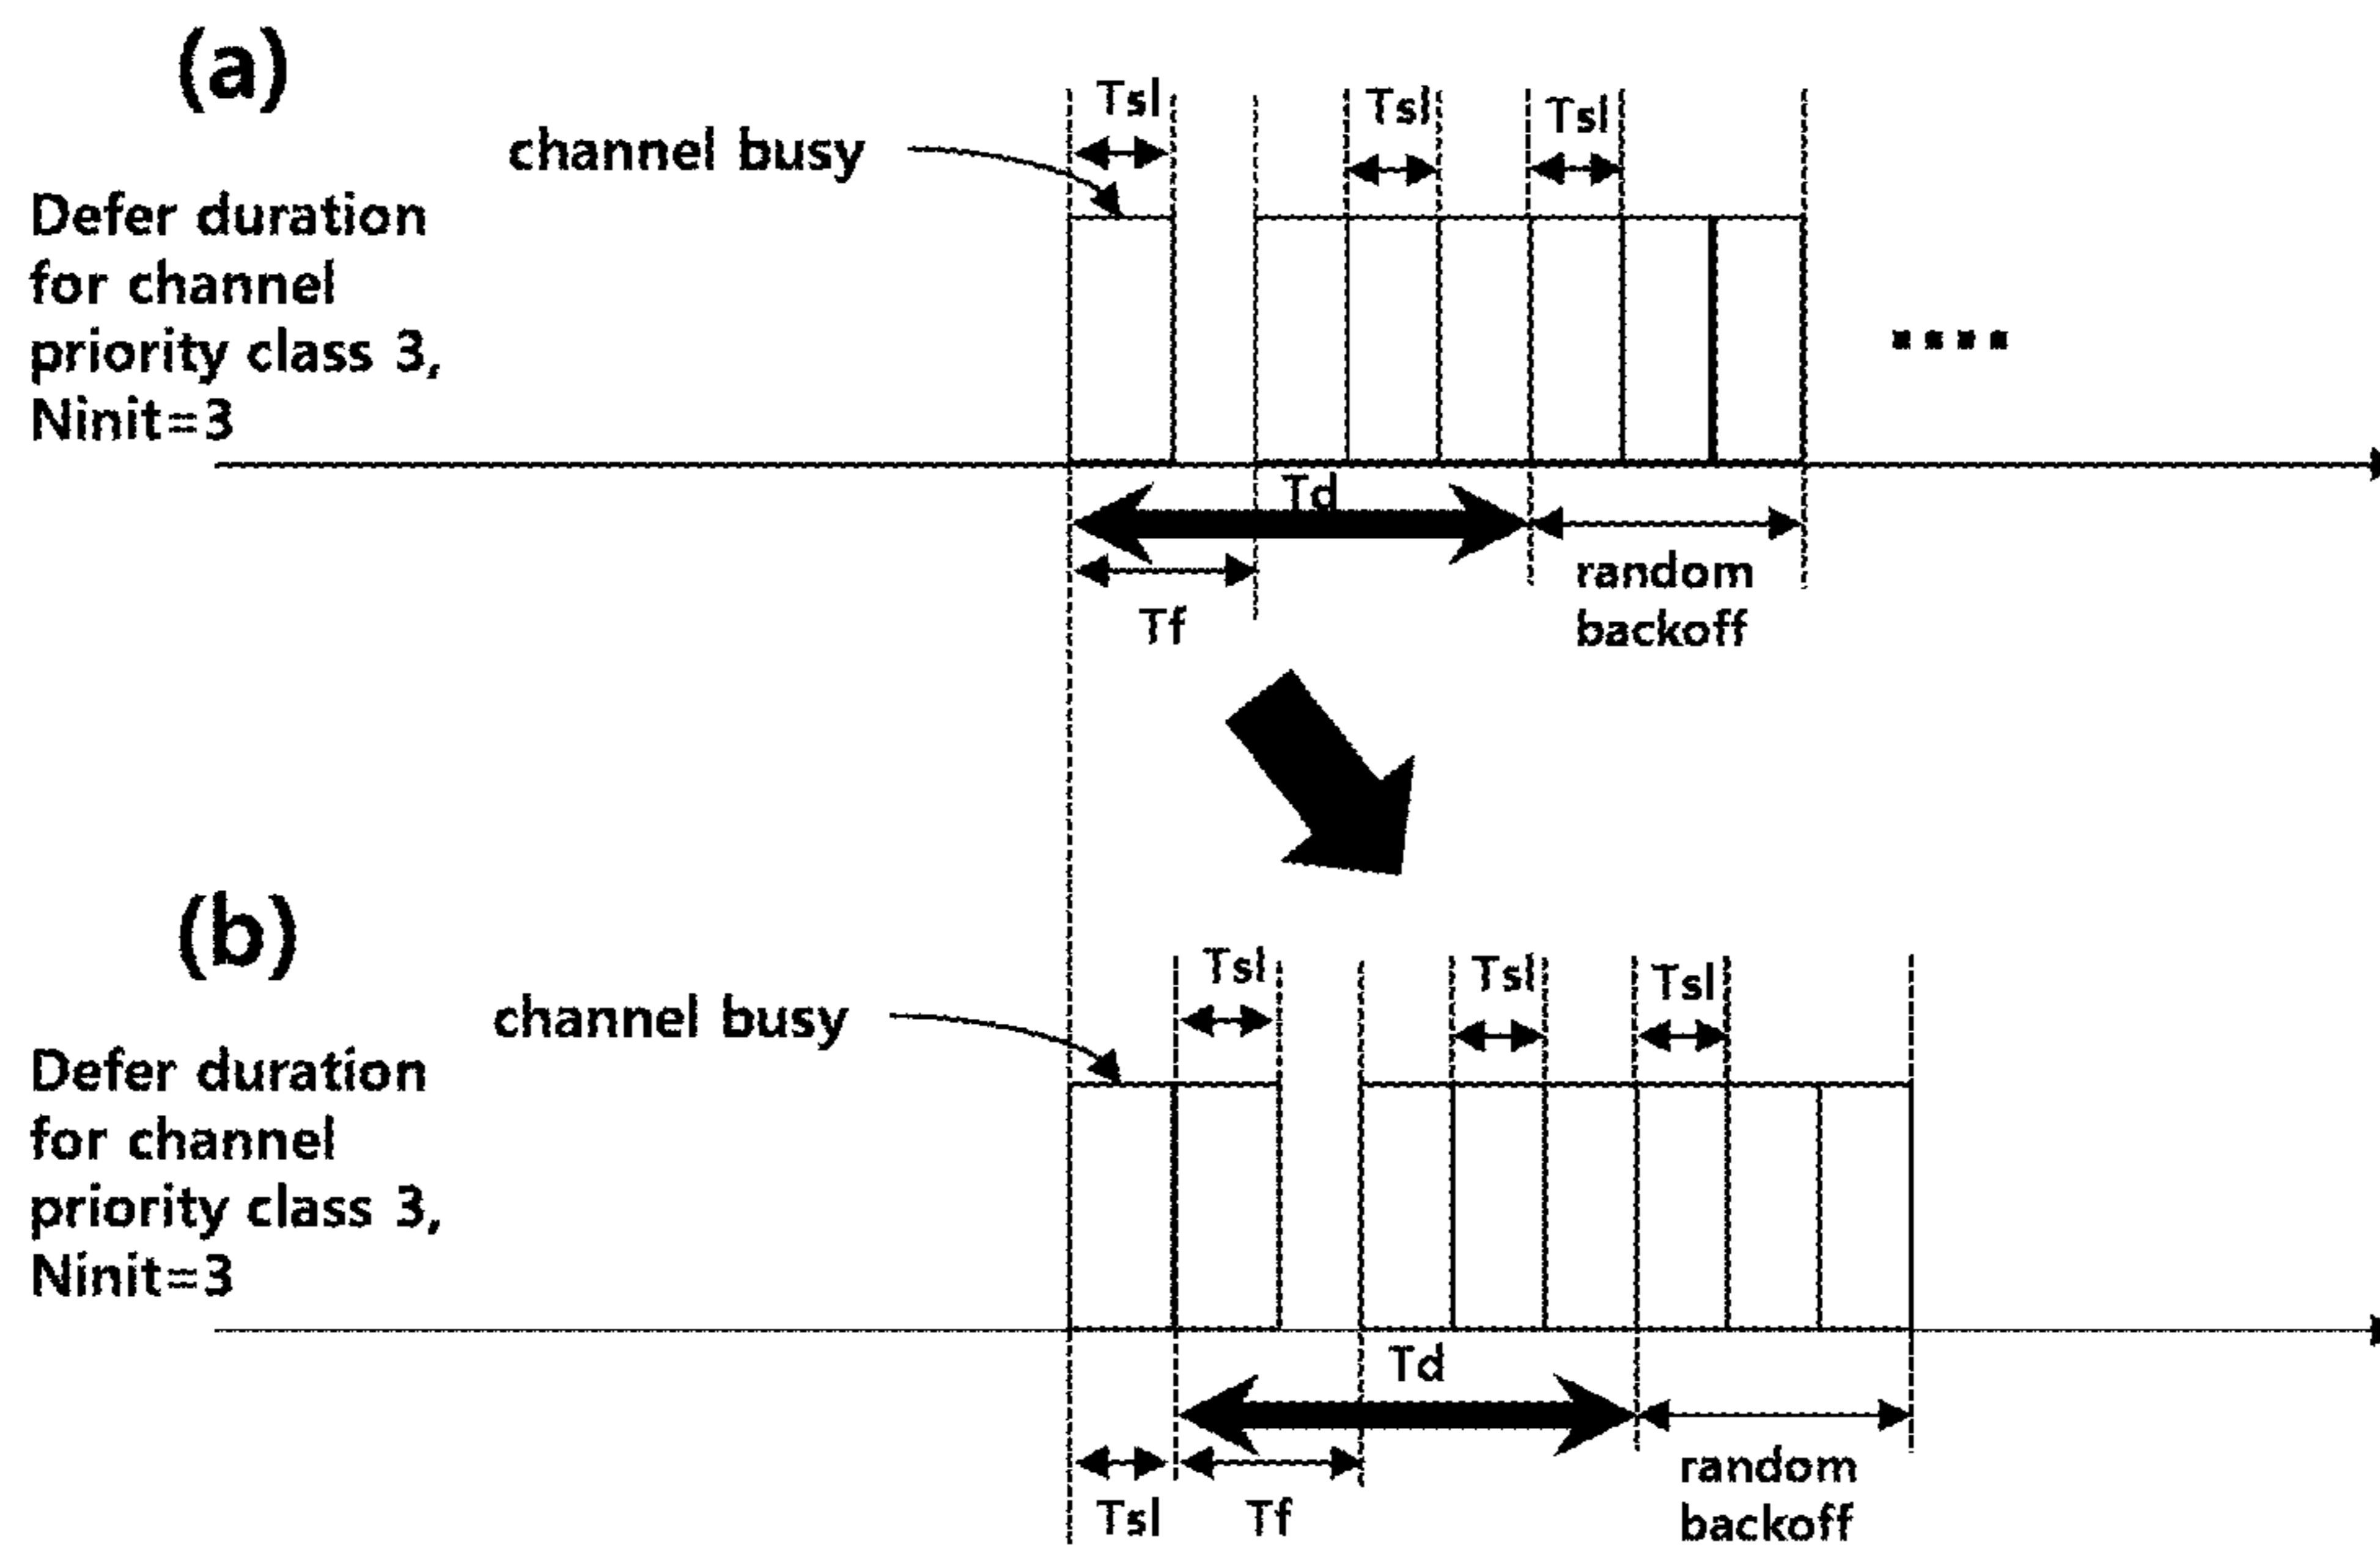 (a)
Tsl
Tsl
Tsl
channel busy
Defer duration
for channel
priority class 3,
Ninit=3
Td
Tf
random
backoff
(b)
Tsl
Tsl
Tsl
channel busy
Defer duration
for channel
priority class 3,
Ninit=3
Td
Tsl
Tf
random
backoff